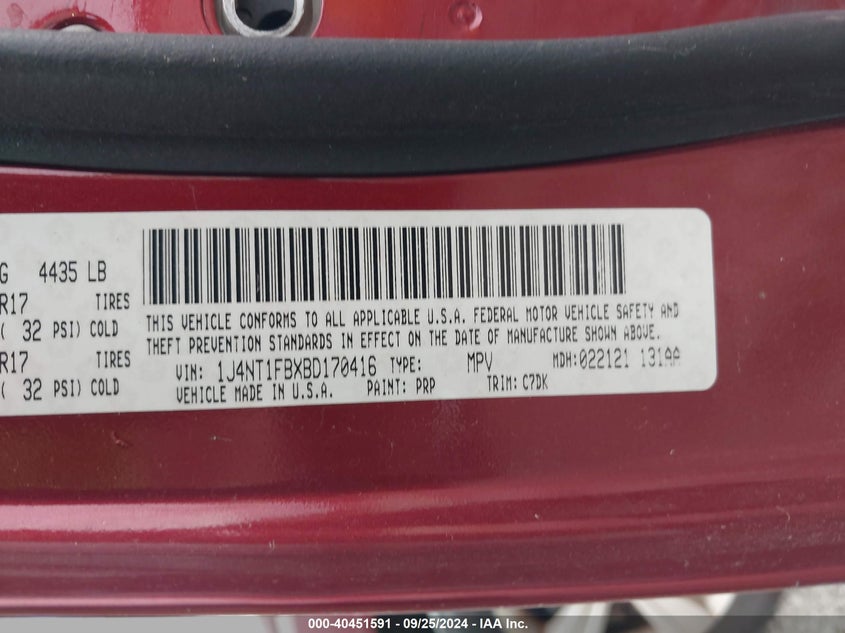 G 4435 LB
R17 TIRES
( 32 PSI) COLD
R17 TIRES
( 32 PSI) COLD
THIS VEHICLE CONFORMS TO ALL APPLICABLE U.S.A. FEDERAL MOTOR VEHICLE SAFETY AND
THEFT PREVENTION STANDARDS IN EFFECT ON THE DATE OF MANUFACTURE SHOWN ABOVE.
VIN: 1J4NT1FBXBD170416 TYPE: MPV MDH:022121 131AA
VEHICLE MADE IN U.S.A. PAINT: PRP TRIM: C7DK
000-40451591 - 09/25/2024 - IAA Inc.